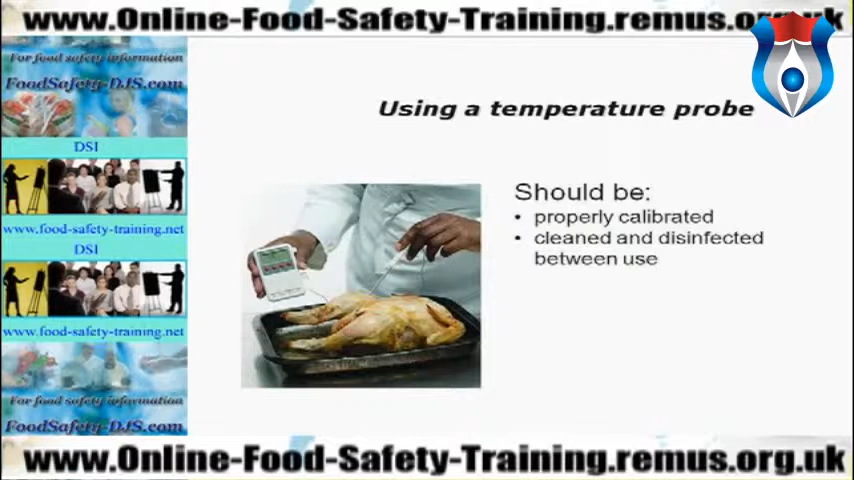 www.Online-Food-Safety-Training.remus.org.uk
For food safety information
FoodSafety-DJS.com
DSI
www.food-safety-training.net
DSI
www.food-safety-training.net
For food safety information
FoodSafety-DJS.com
Using a temperature probe
Should be:
• properly calibrated
• cleaned and disinfected
between use
www.Online-Food-Safety-Training.remus.org.uk